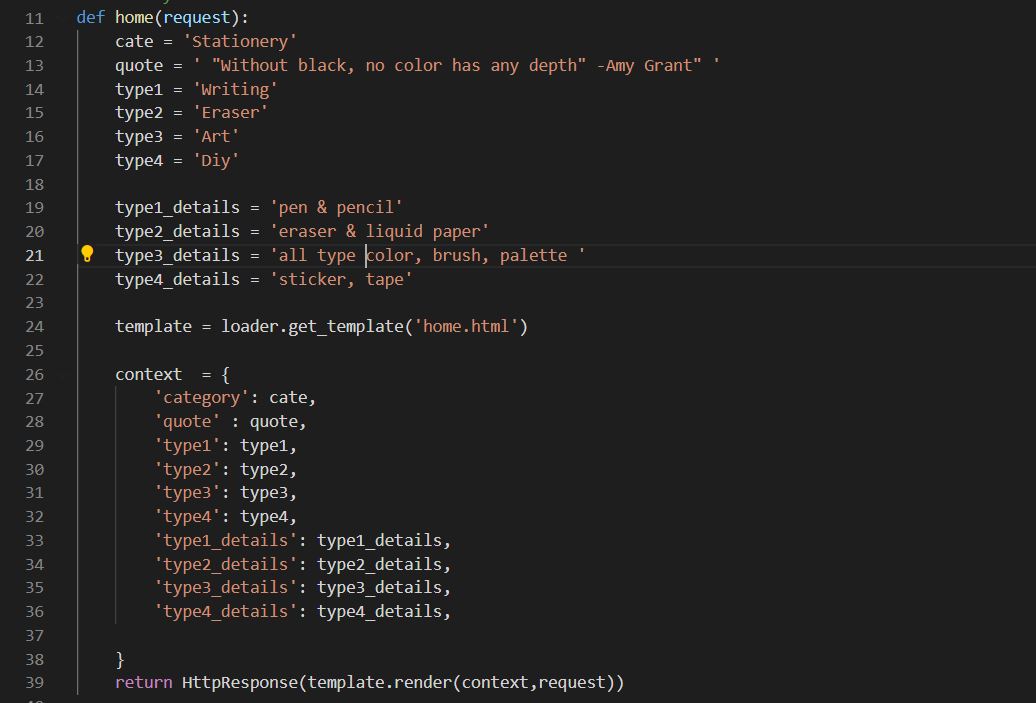 11 def home(request):
12     cate = 'Stationery'
13     quote = ' "Without black, no color has any depth" -Amy Grant" '
14     type1 = 'Writing'
15     type2 = 'Eraser'
16     type3 = 'Art'
17     type4 = 'Diy'
18
19     type1_details = 'pen & pencil'
20     type2_details = 'eraser & liquid paper'
21     type3_details = 'all type color, brush, palette '
22     type4_details = 'sticker, tape'
23
24     template = loader.get_template('home.html')
25
26     context  = {
27         'category': cate,
28         'quote' : quote,
29         'type1': type1,
30         'type2': type2,
31         'type3': type3,
32         'type4': type4,
33         'type1_details': type1_details,
34         'type2_details': type2_details,
35         'type3_details': type3_details,
36         'type4_details': type4_details,
37
38     }
39     return HttpResponse(template.render(context,request))